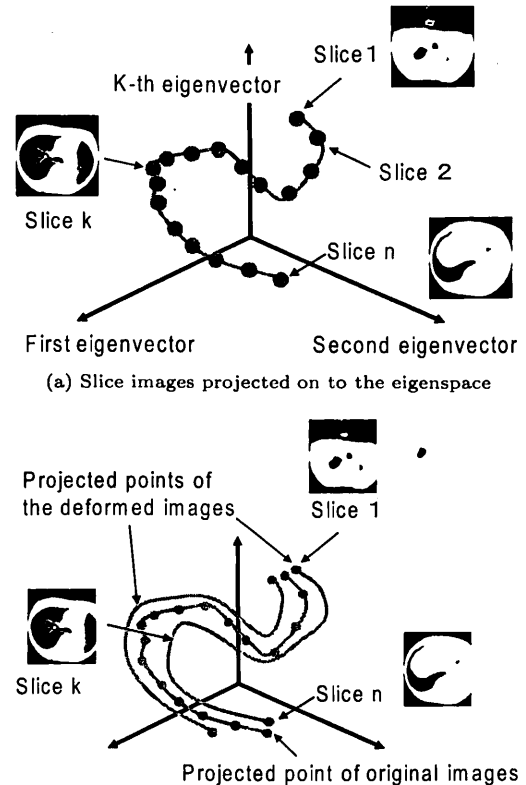 Slice 1
K-th eigenvector
Slice 2
Slice k
Slice n
First eigenvector
Second eigenvector
(a) Slice images projected on to the eigenspace
Projected points of
the deformed images
Slice 1
Slice k
Slice n
Projected point of original images